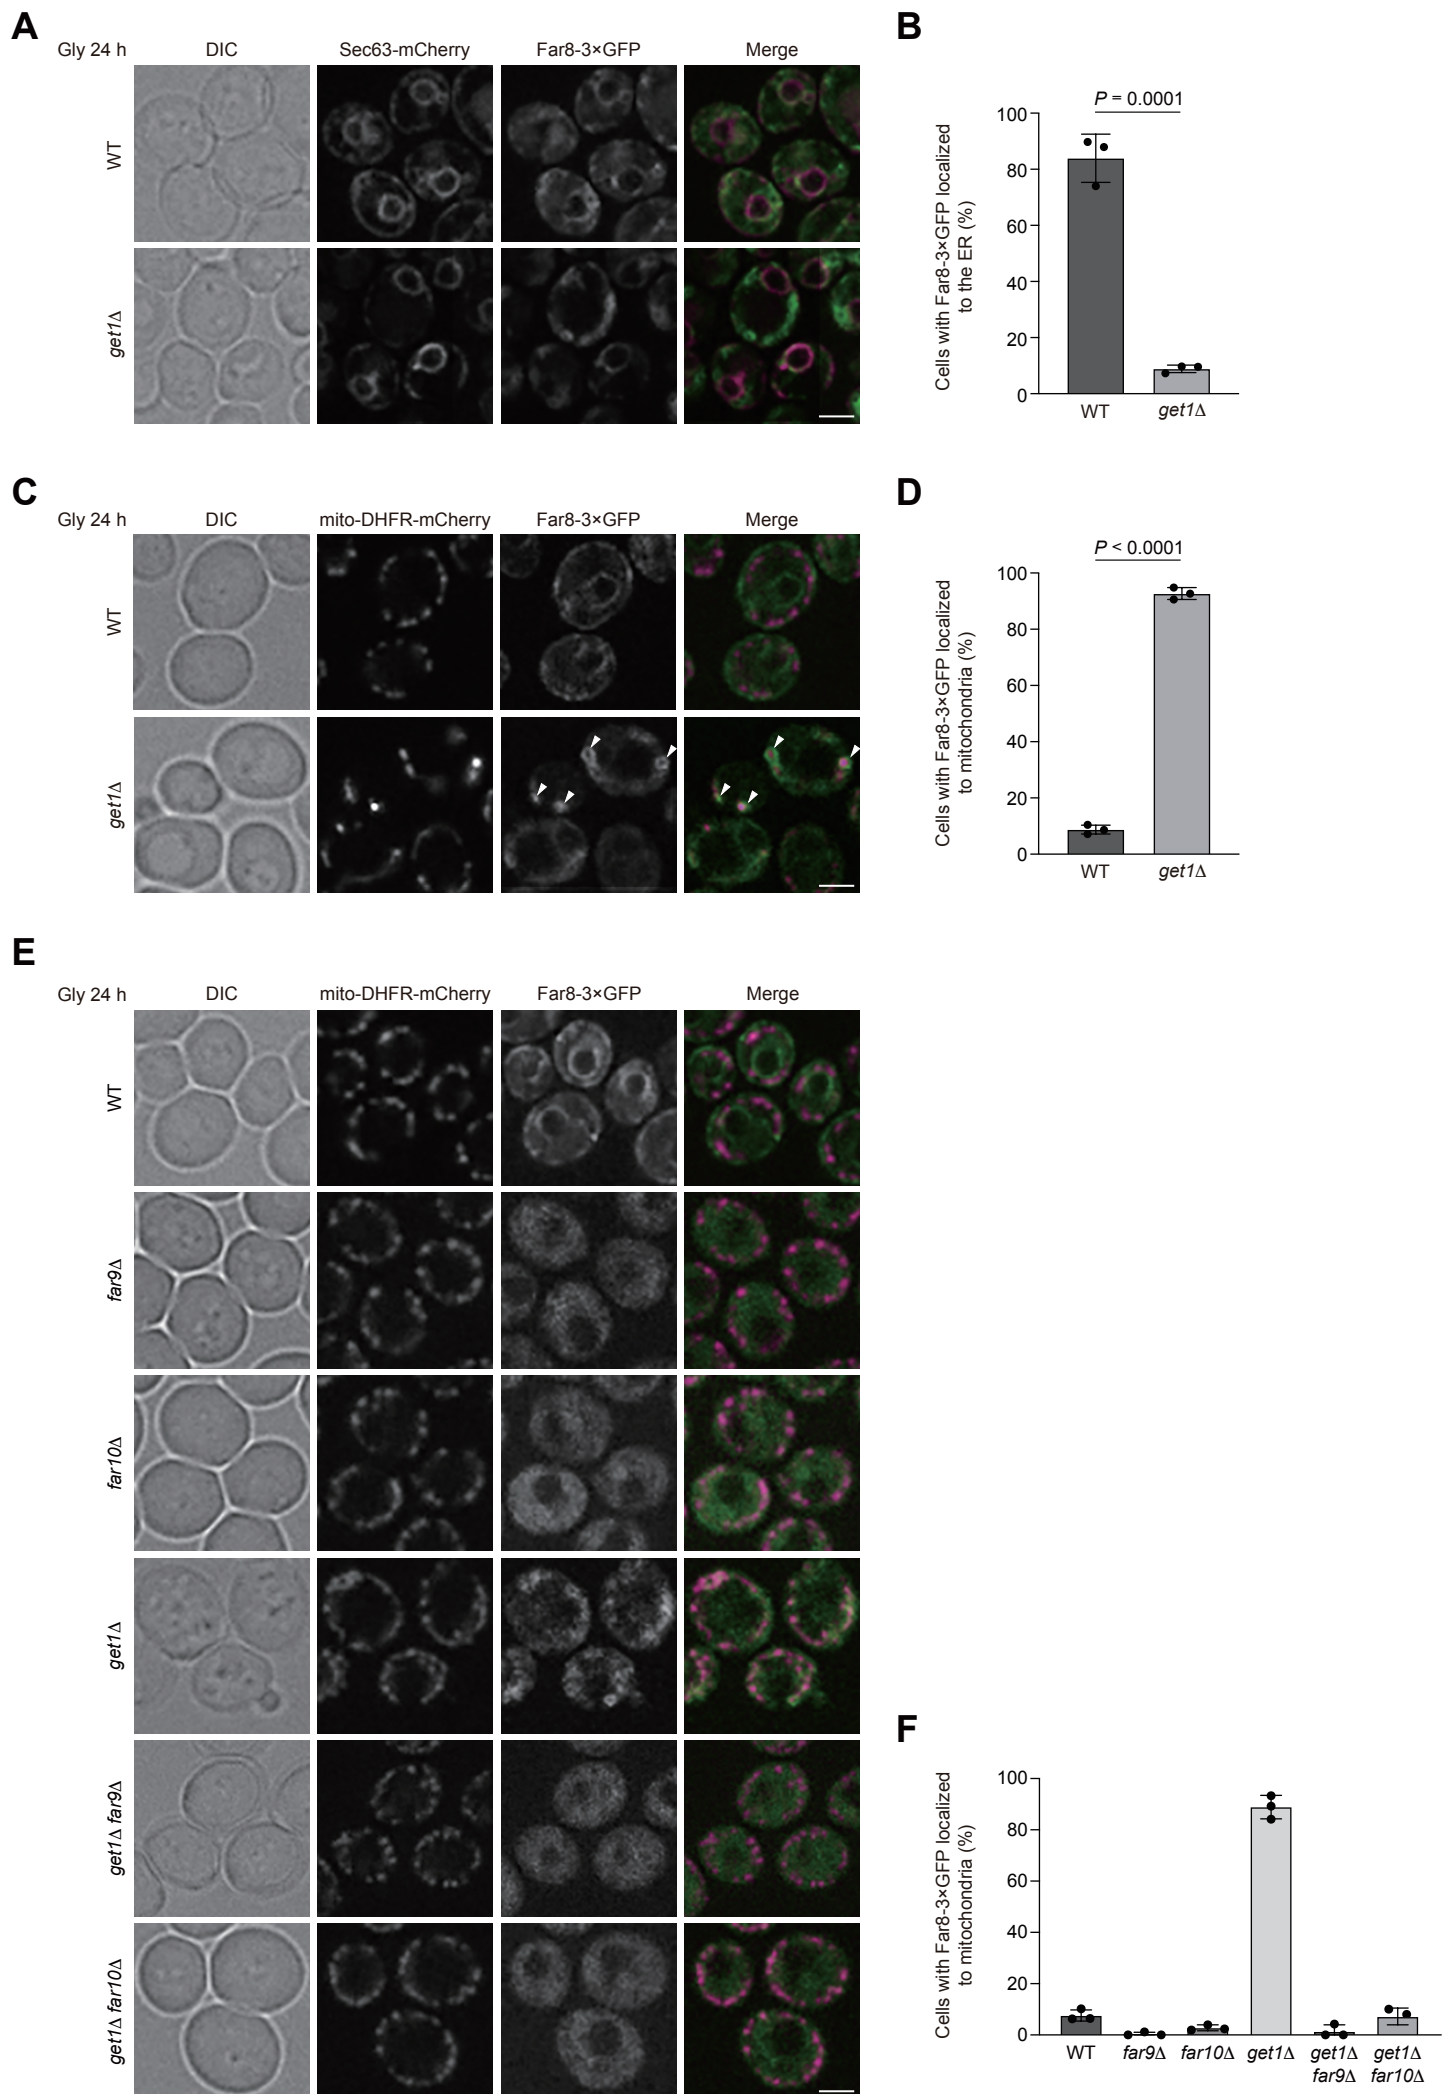 A
Gly 24 h
DIC
Sec63-mCherry
Far8-3×GFP
Merge
WT
get1Δ
B
P = 0.0001
Cells with Far8-3×GFP localized
to the ER (%)
100
80
60
40
20
0
WT
get1Δ
C
Gly 24 h
DIC
mito-DHFR-mCherry
Far8-3×GFP
Merge
WT
get1Δ
D
P < 0.0001
Cells with Far8-3×GFP localized
to mitochondria (%)
100
80
60
40
20
0
WT
get1Δ
E
Gly 24 h
DIC
mito-DHFR-mCherry
Far8-3×GFP
Merge
WT
far9Δ
far10Δ
get1Δ
get1Δ far9Δ
get1Δ far10Δ
F
Cells with Far8-3×GFP localized
to mitochondria (%)
100
80
60
40
20
0
WT
far9Δ
far10Δ
get1Δ
get1Δ
far9Δ
get1Δ
far10Δ